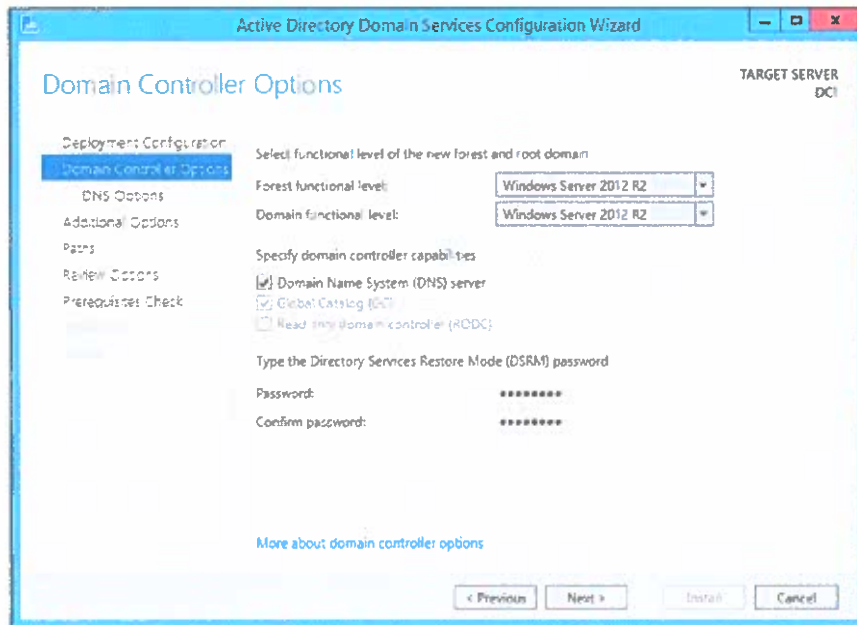 Active Directory Domain Services Configuration Wizard
Domain Controller Options
TARGET SERVER
DC1
Deployment Configuration
Domain Controller Options
DNS Options
Additional Options
Paths
Review Options
Prerequisites Check
Select functional level of the new forest and root domain
Forest functional level: Windows Server 2012 R2
Domain functional level: Windows Server 2012 R2
Specify domain controller capabilities
Domain Name System (DNS) server
Global Catalog (GC)
Read only domain controller (RODC)
Type the Directory Services Restore Mode (DSRM) password
Password: ●●●●●●●●
Confirm password: ●●●●●●●●
More about domain controller options
< Previous Next > Install Cancel